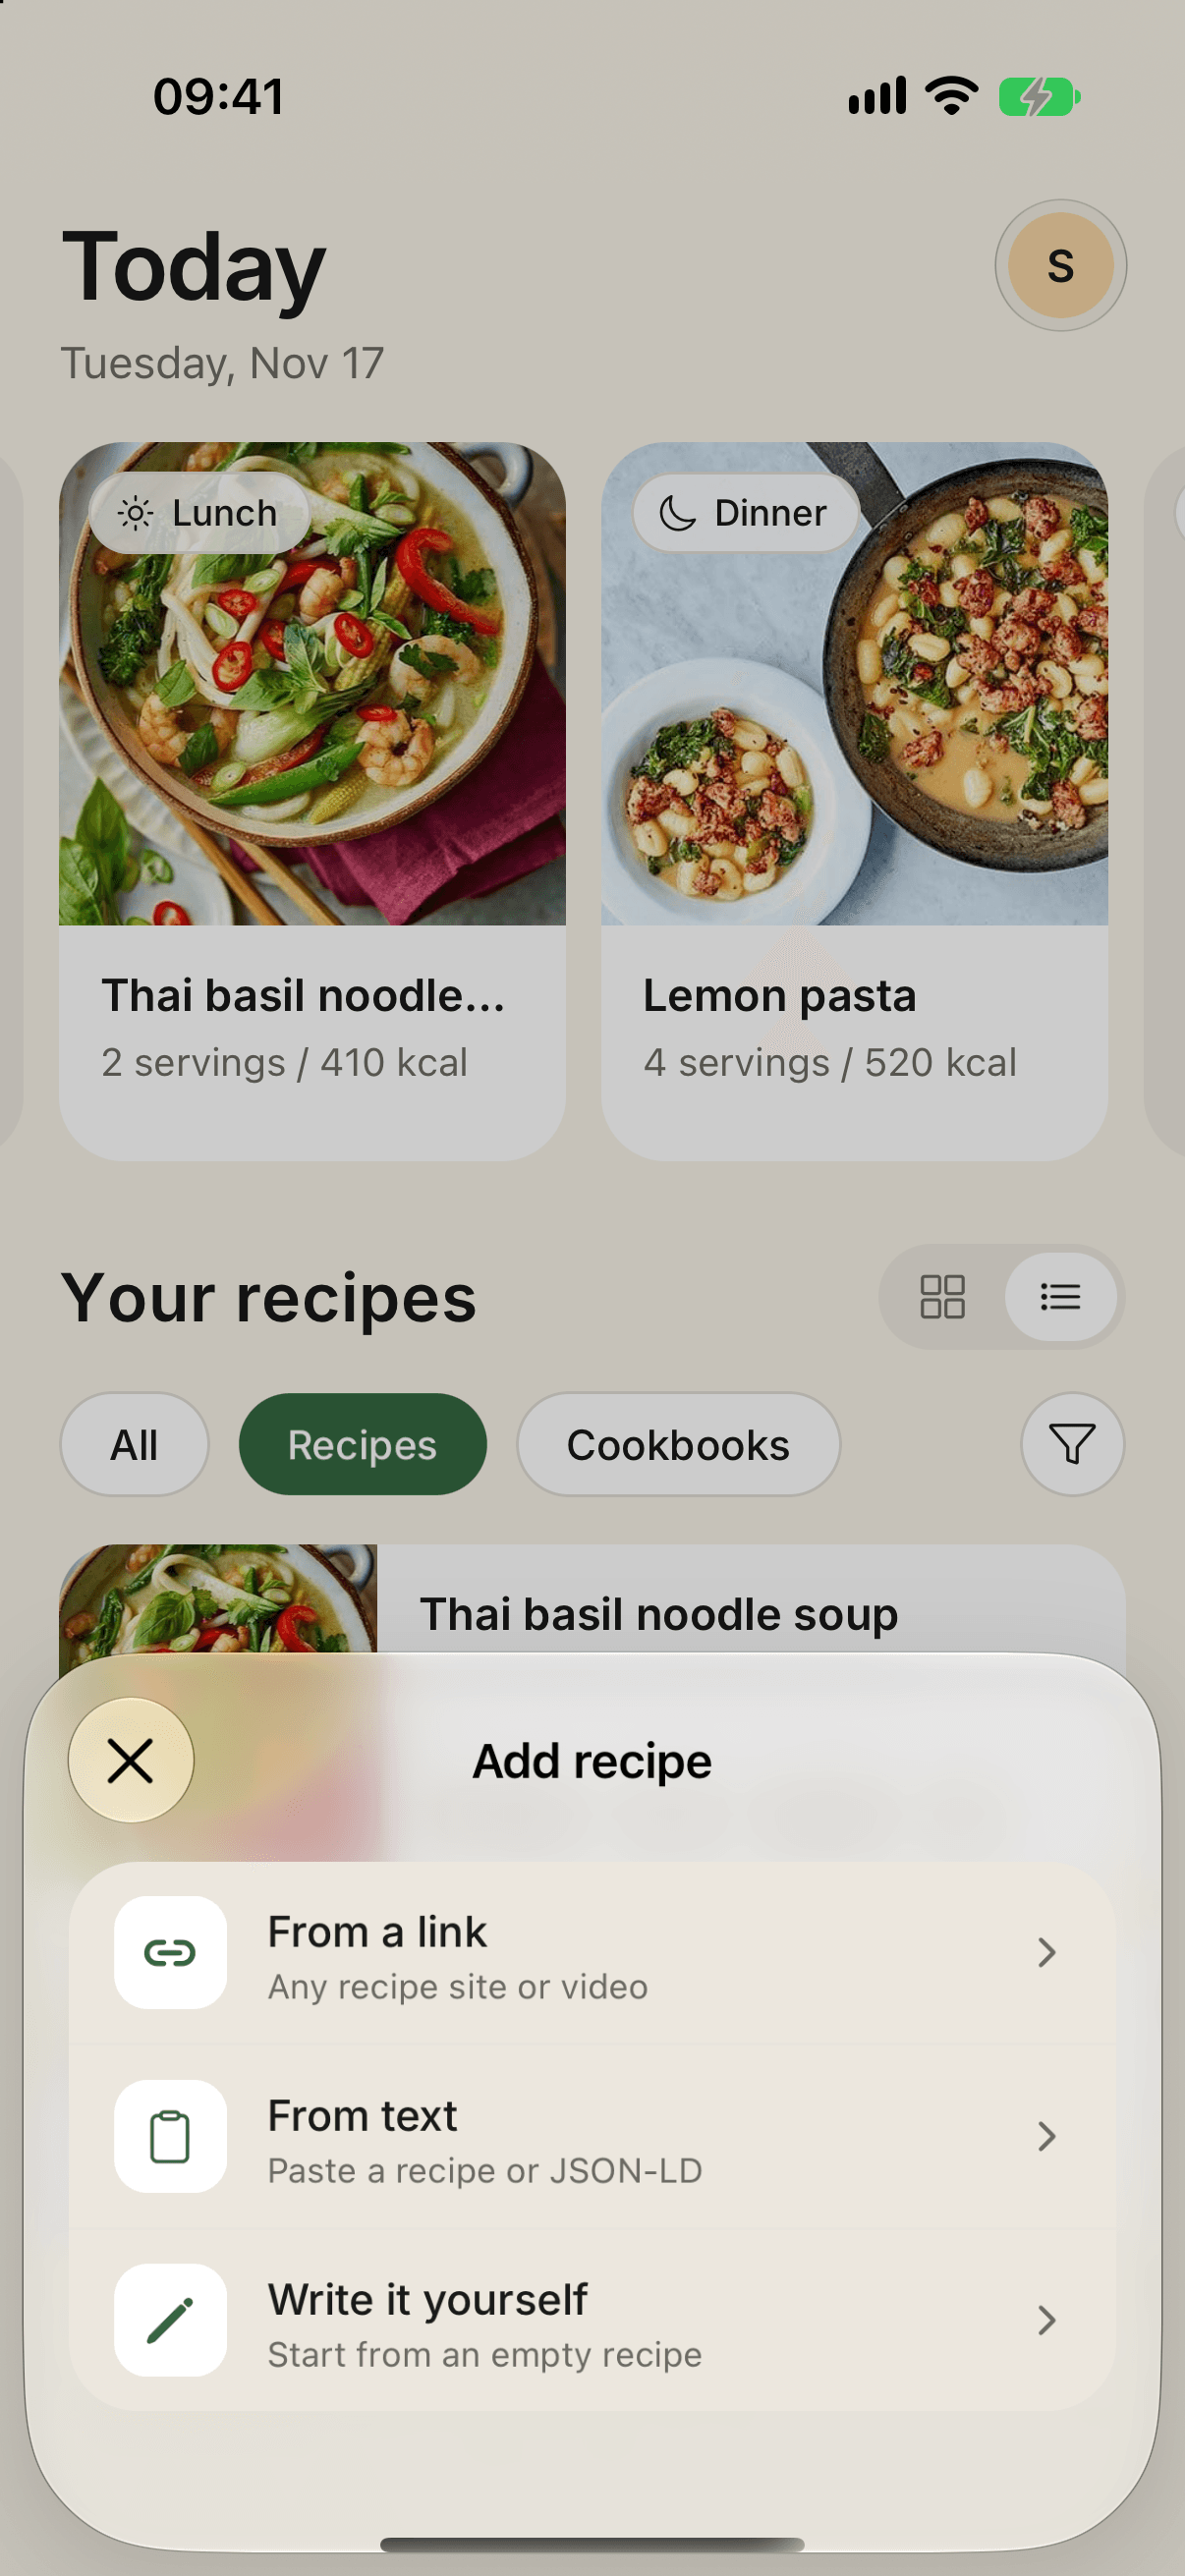 09:41
Today
S
Tuesday, Nov 17
Lunch
Dinner
Thai basil noodle...
2 servings / 410 kcal
Lemon pasta
4 servings / 520 kcal
Your recipes
All
Recipes
Cookbooks
Thai basil noodle soup
Add recipe
From a link
Any recipe site or video
From text
Paste a recipe or JSON-LD
Write it yourself
Start from an empty recipe